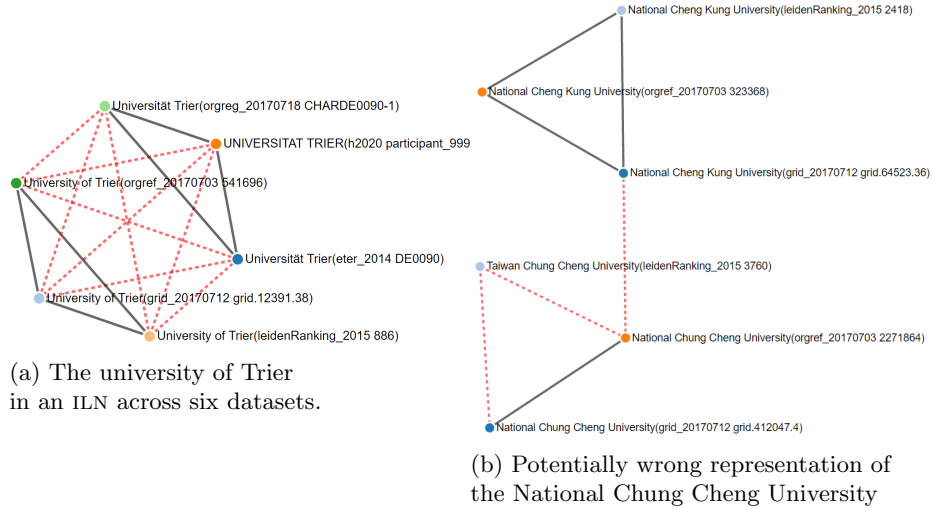 Universität Trier(orgreg_20170718 CHARDE0090-1)
UNIVERSITAT TRIER(h2020 participant_999
University of Trier(orgref_20170703 541696)
Universität Trier(eter_2014 DE0090)
University of Trier(grid_20170712 grid.12391.38)
University of Trier(leidenRanking_2015 886)
(a) The university of Trier
in an ILN across six datasets.
National Cheng Kung University(leidenRanking_2015 2418)
National Cheng Kung University(orgref_20170703 323368)
National Cheng Kung University(grid_20170712 grid.64523.36)
Taiwan Chung Cheng University(leidenRanking_2015 3760)
National Chung Cheng University(orgref_20170703 2271864)
National Chung Cheng University(grid_20170712 grid.412047.4)
(b) Potentially wrong representation of
the National Chung Cheng University